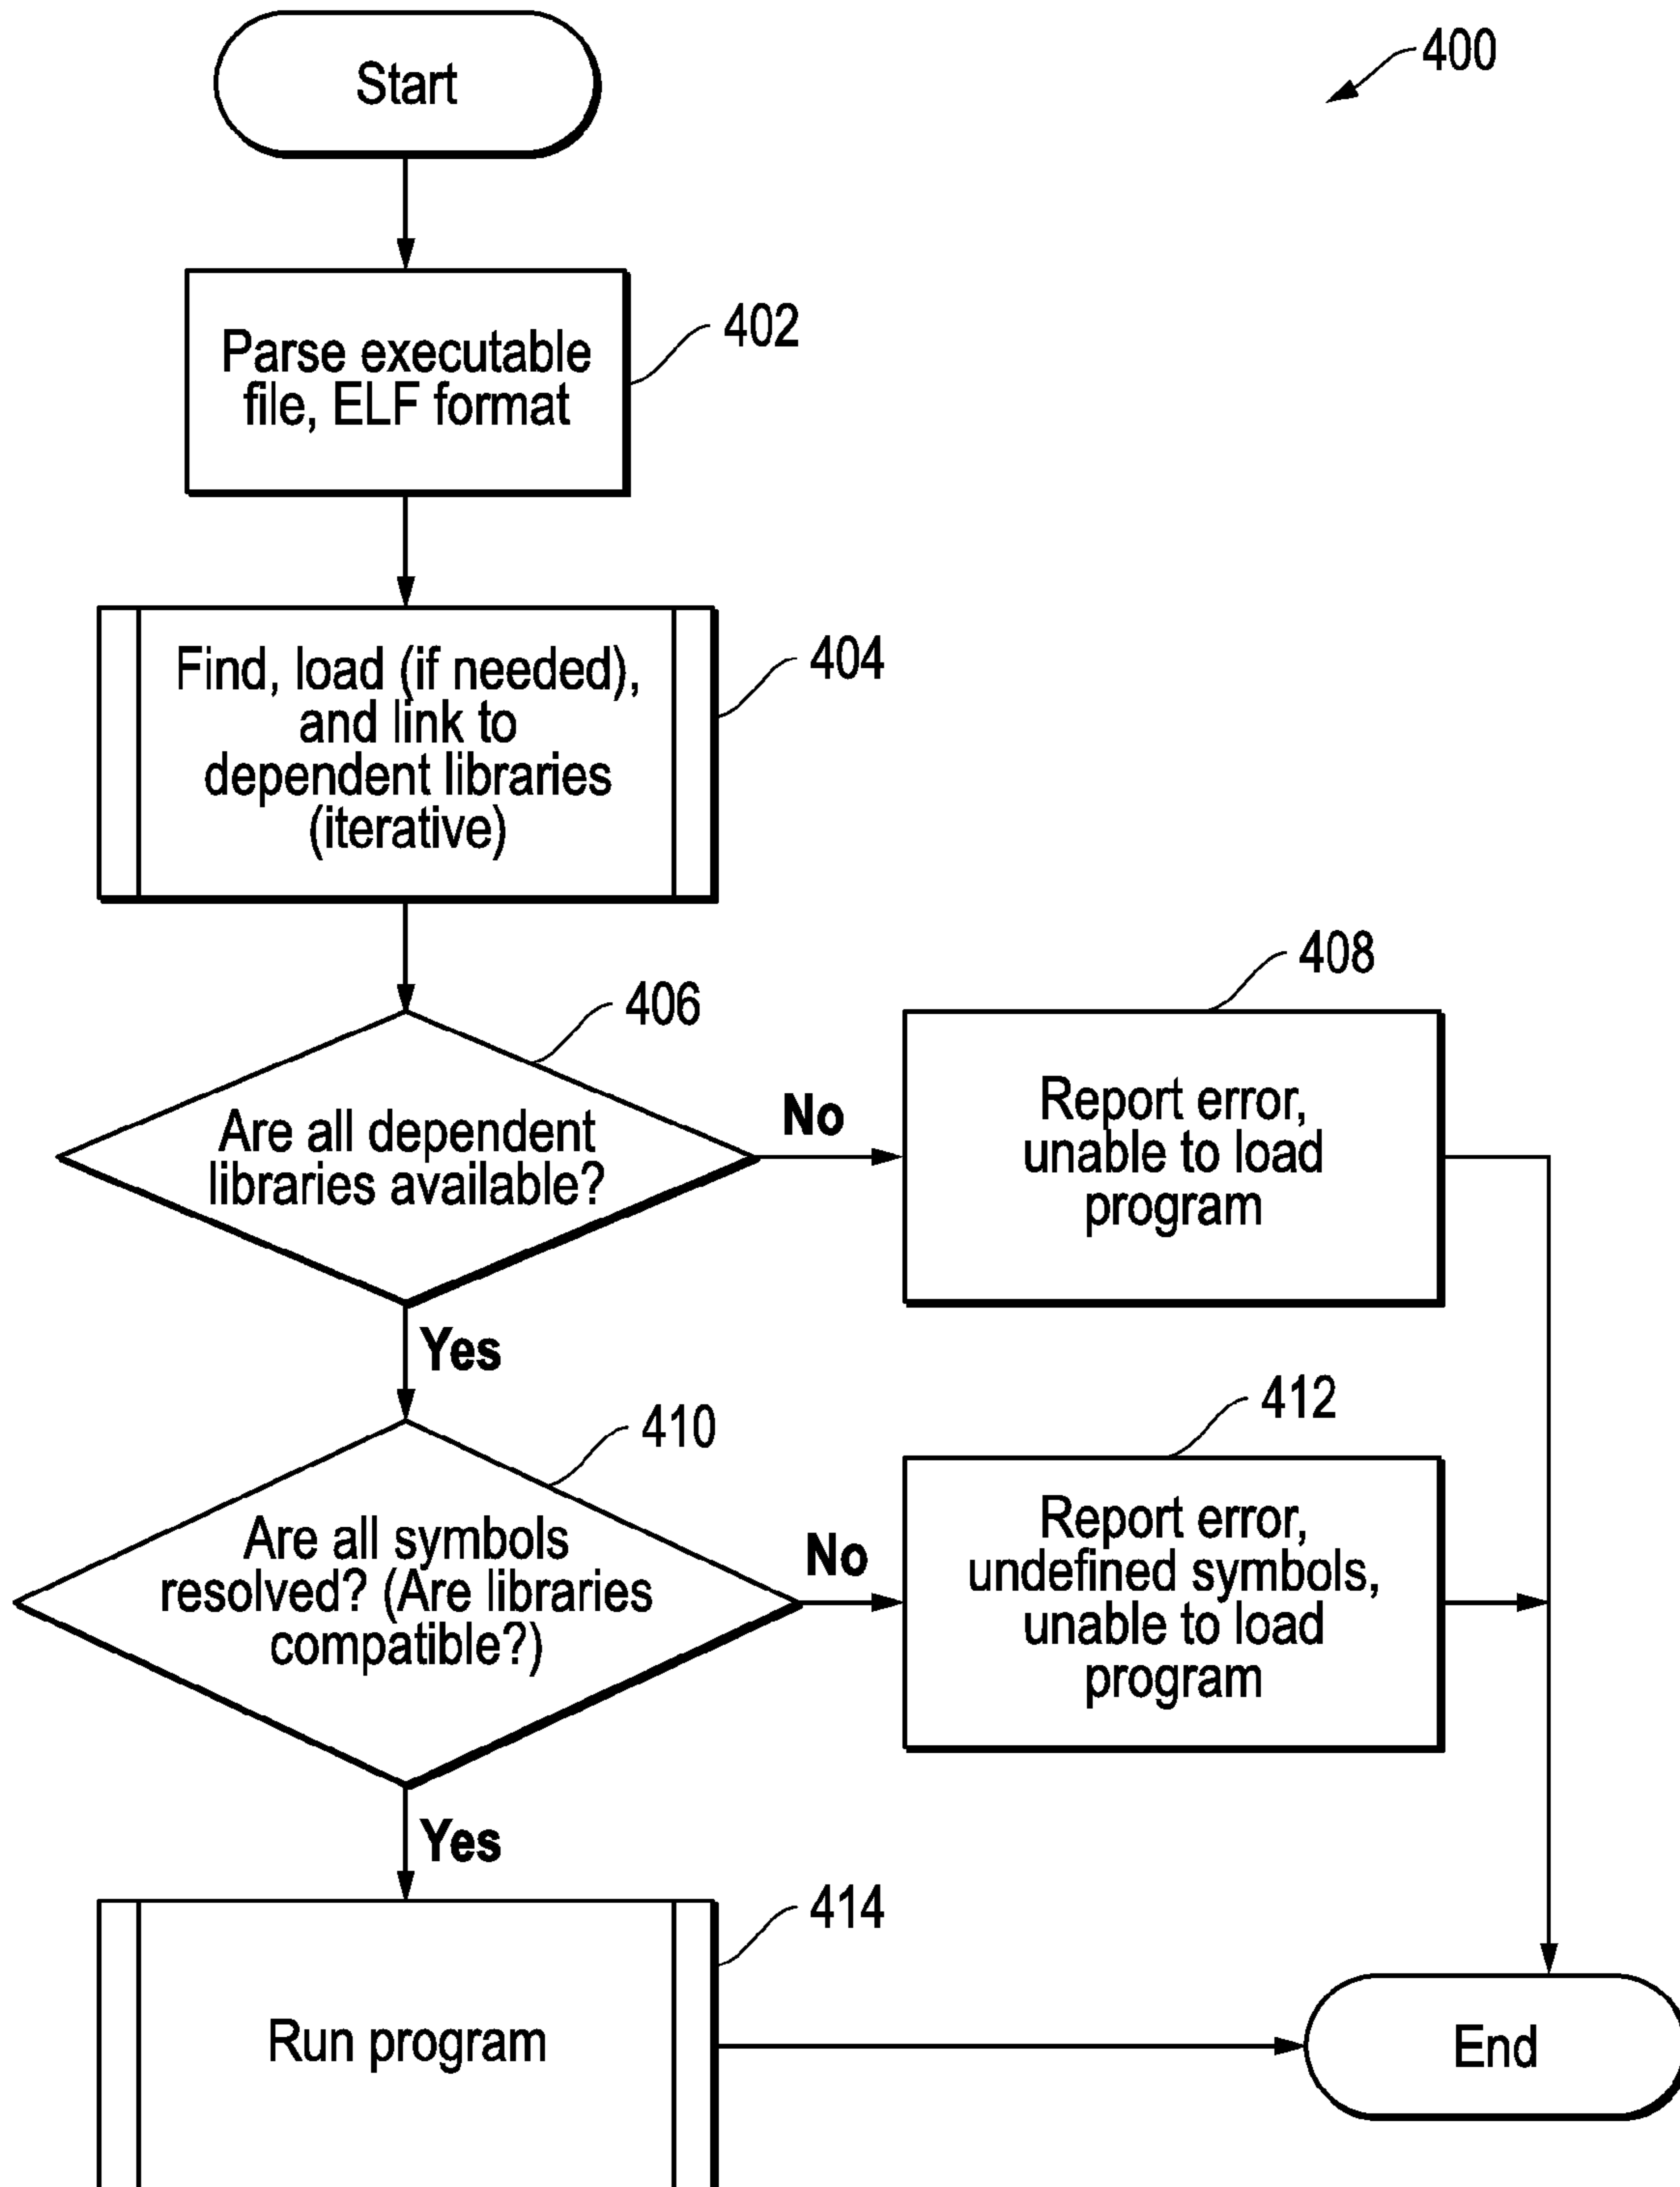 Start
400
Parse executable
file, ELF format
402
Find, load (if needed),
and link to
dependent libraries
(iterative)
404
406
Are all dependent
libraries available?
No
408
Report error,
unable to load
program
Yes
410
Are all symbols
resolved? (Are libraries
compatible?)
No
412
Report error,
undefined symbols,
unable to load
program
Yes
414
Run program
End